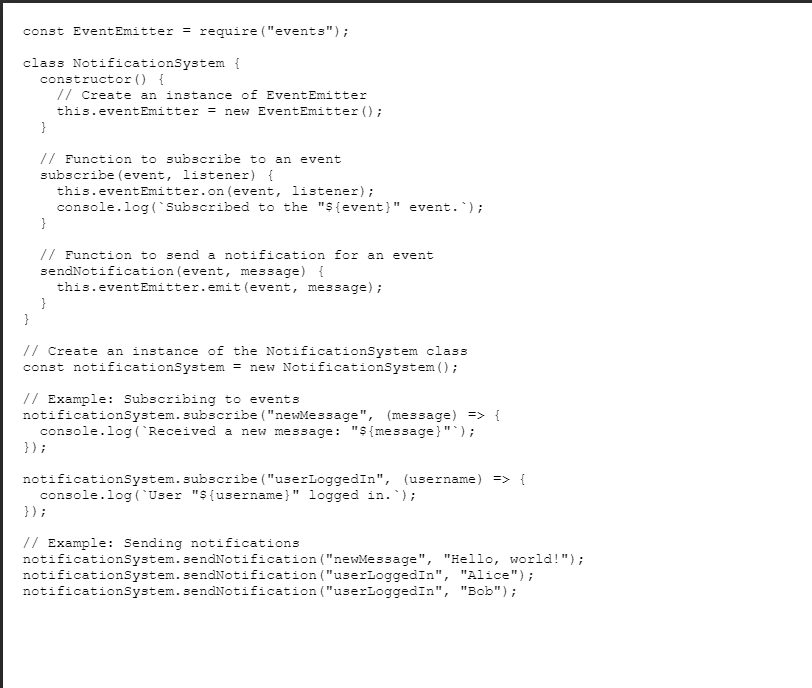 const EventEmitter = require("events");

class NotificationSystem {
  constructor() {
    // Create an instance of EventEmitter
    this.eventEmitter = new EventEmitter();
  }

  // Function to subscribe to an event
  subscribe(event, listener) {
    this.eventEmitter.on(event, listener);
    console.log(`Subscribed to the "${event}" event.`);
  }

  // Function to send a notification for an event
  sendNotification(event, message) {
    this.eventEmitter.emit(event, message);
  }
}

// Create an instance of the NotificationSystem class
const notificationSystem = new NotificationSystem();

// Example: Subscribing to events
notificationSystem.subscribe("newMessage", (message) => {
  console.log(`Received a new message: "${message}"`);
});

notificationSystem.subscribe("userLoggedIn", (username) => {
  console.log(`User "${username}" logged in.`);
});

// Example: Sending notifications
notificationSystem.sendNotification("newMessage", "Hello, world!");
notificationSystem.sendNotification("userLoggedIn", "Alice");
notificationSystem.sendNotification("userLoggedIn", "Bob");